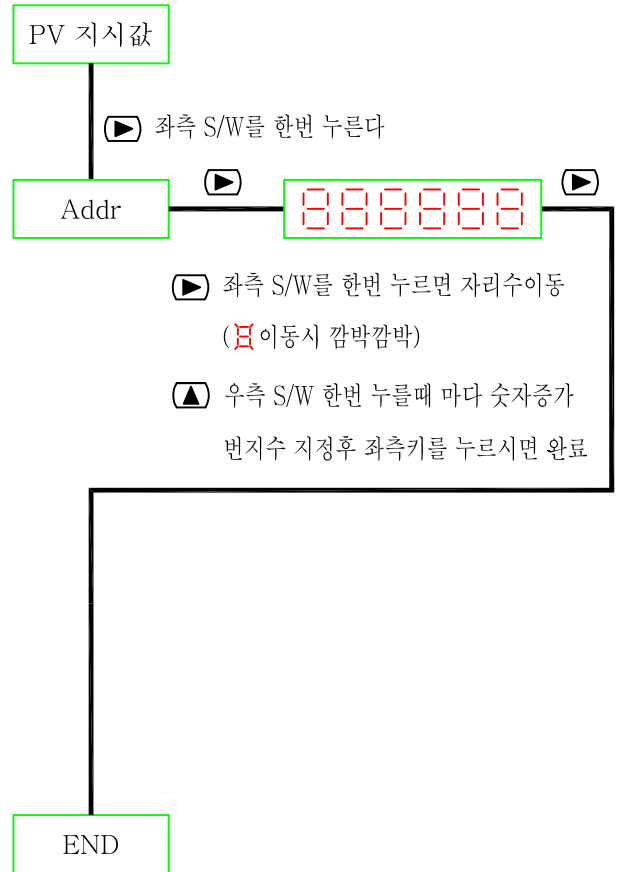 PV 지시값
좌측 S/W를 한번 누른다
Addr
888888
좌측 S/W를 한번 누르면 자리수이동
(8이동시 깜박깜박)
우측 S/W 한번 누를때 마다 숫자증가
번지수 지정후 좌측키를 누르시면 완료
END